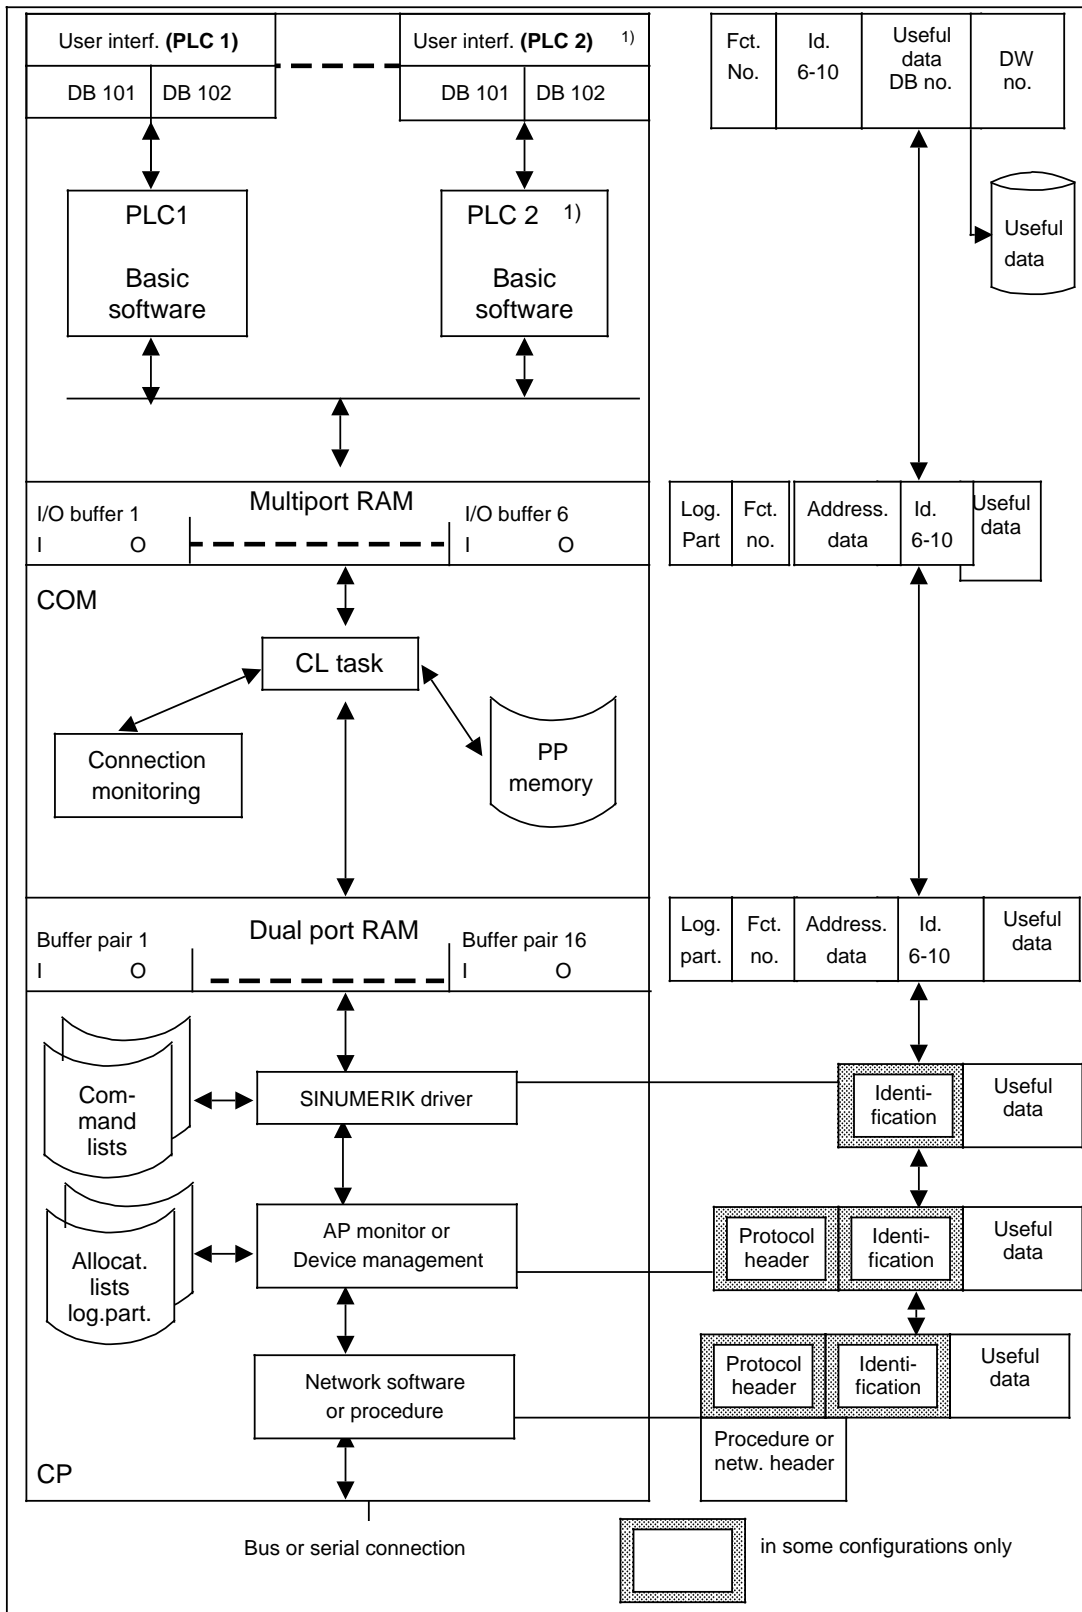 User interf. (PLC 1)
User interf. (PLC 2) 1)
DB 101 DB 102
DB 101 DB 102
Fct. No.
Id. 6-10
Useful data DB no.
DW no.
PLC1
Basic software
PLC 2 1)
Basic software
Useful data
Multiport RAM
I/O buffer 1
I O
I/O buffer 6
I O
Log. Part
Fct. no.
Address. data
Id. 6-10
Useful data
COM
CL task
Connection monitoring
PP memory
Dual port RAM
Buffer pair 1
I O
Buffer pair 16
I O
Log. part.
Fct. no.
Address. data
Id. 6-10
Useful data
Com-
mand
lists
SINUMERIK driver
Identi-
fication
Useful
data
Allocat.
lists
log.part.
AP monitor or
Device management
Protocol
header
Identi-
fication
Useful
data
Network software
or procedure
Protocol
header
Identi-
fication
Useful
data
Procedure or
netw. header
CP
Bus or serial connection
in some configurations only